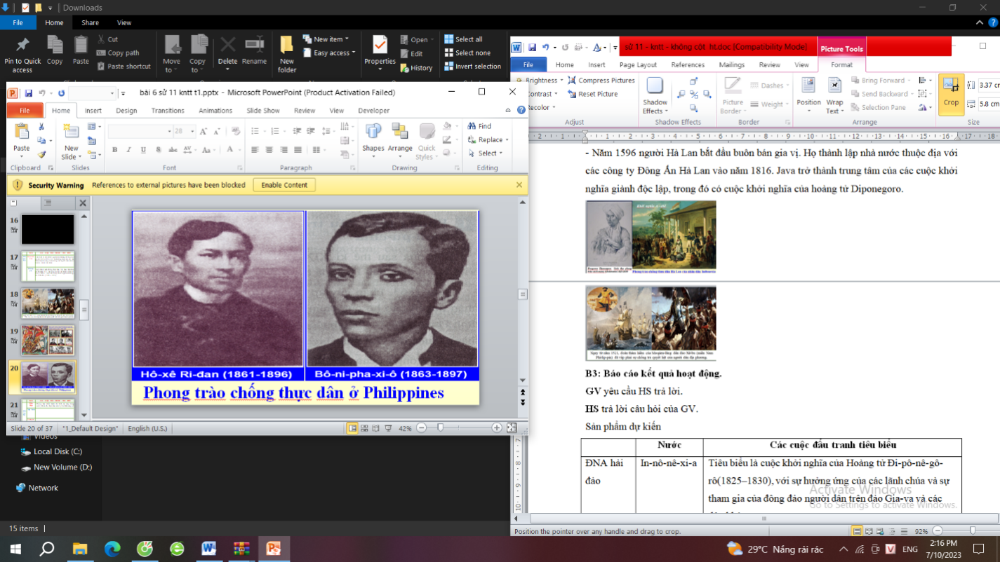 Downloads
File Home Share View
Pin to Quick access
Copy
Paste
Cut
Copy path
Paste shortcut
Move to
Copy to
Delete
Rename
New folder
New item
Easy access
Properties
Open
Edit
History
Select all
Select none
Invert selection
bài 6 sử 11 kntt t1.pptx - Microsoft PowerPoint (Product Activation Failed)
File Home Insert Design Transitions Animations Slide Show Review View Developer
Paste
New Slide
28
B I U S abc AV Aa A
Shapes Arrange Quick Styles
Find
Replace
Select
Clipboard Slides Font Paragraph Drawing Editing
Security Warning References to external pictures have been blocked Enable Content
16
17
18
19
20
21
Hô-xê Ri-đan (1861-1896) Bô-ni-pha-xi-ô (1863-1897)
Phong trào chống thực dân ở Philippines
Slide 20 of 37 "1_Default Design" English (U.S.) 42%
Videos
Local Disk (C:)
New Volume (D:)
Network
15 items
sử 11 - kntt - không cột ht.doc [Compatibility Mode]
Picture Tools
File Home Insert Page Layout References Mailings Review View Format
Brightness
Contrast
Recolor
Compress Pictures
Reset Picture
Shadow Effects
Picture Border
Dashes
Weight
Position
Wrap Text
Bring Forward
Send Backward
Selection Pane
Crop
3.37 cm
5.8 cm
Adjust Shadow Effects Border Arrange Size
- Năm 1596 người Hà Lan bắt đầu buôn bán gia vị. Họ thành lập nhà nước thuộc địa với
các công ty Đông Ấn Hà Lan vào năm 1816. Java trở thành trung tâm của các cuộc khởi
nghĩa giành độc lập, trong đó có cuộc khởi nghĩa của hoàng tử Diponegoro.
B3: Báo cáo kết quả hoạt động.
GV yêu cầu HS trả lời.
HS trả lời câu hỏi của GV.
Sản phẩm dự kiến
Nước Các cuộc đấu tranh tiêu biểu
ĐNA hải đảo
In-nô-nê-xi-a
Tiêu biểu là cuộc khởi nghĩa của Hoàng tử Đi-pô-nê-gô-
rô(1825–1830), với sự hưởng ứng của các lãnh chúa và sự
tham gia của đông đảo người dân trên đảo Gia-va và các
Activate Windows
Go to Settings to activate Windows.
Position the pointer over any handle and drag to crop. 92%
29°C Nắng rải rác
V ENG
2:16 PM
7/10/2023